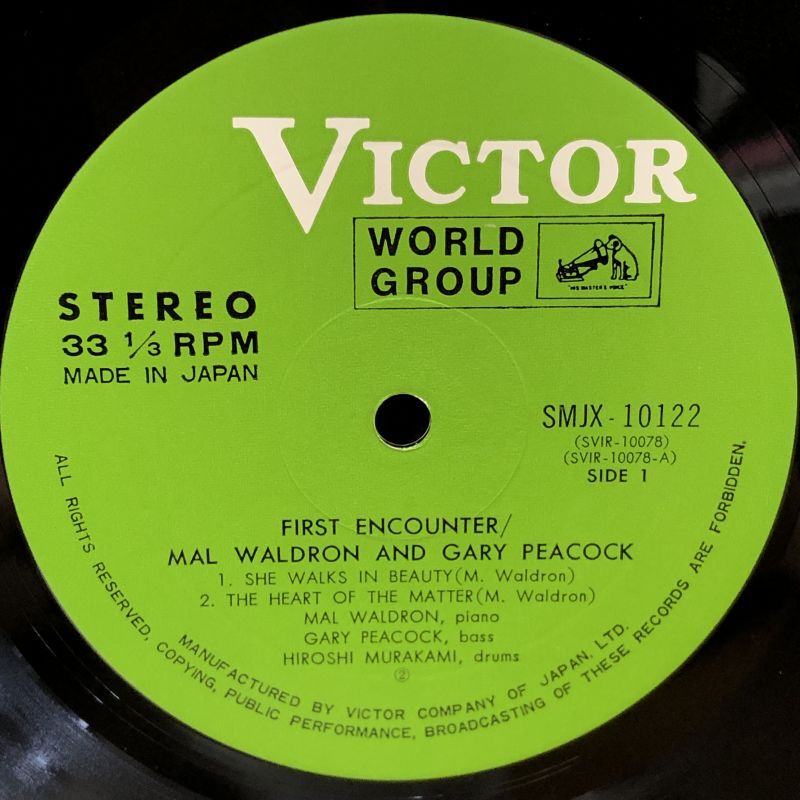 VICTOR
WORLD
GROUP
"HIS MASTER'S VOICE"
STEREO
33 1/3 RPM
MADE IN JAPAN
SMJX-10122
(SVIR-10078)
(SVIR-10078-A)
SIDE 1
FIRST ENCOUNTER/
MAL WALDRON AND GARY PEACOCK
1. SHE WALKS IN BEAUTY(M. Waldron)
2. THE HEART OF THE MATTER(M. Waldron)
MAL WALDRON, piano
GARY PEACOCK, bass
HIROSHI MURAKAMI, drums
②
MANUFACTURED BY VICTOR COMPANY OF JAPAN, LTD.
ALL RIGHTS RESERVED, COPYING, PUBLIC PERFORMANCE, BROADCASTING OF THESE RECORDS ARE FORBIDDEN.